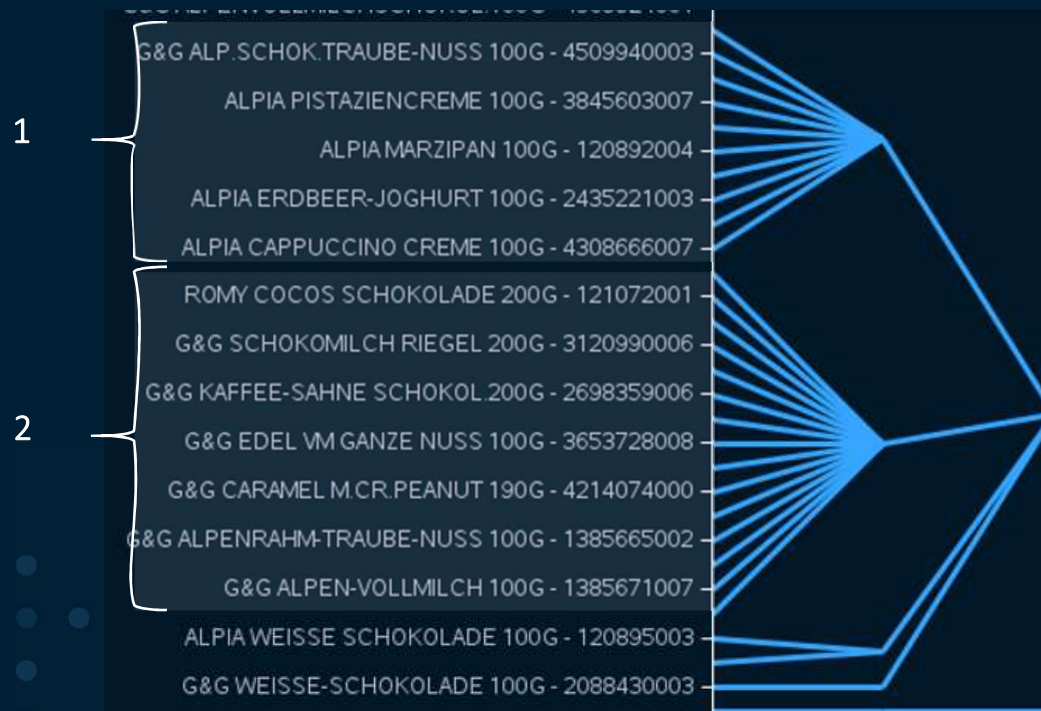 G&G ALP.SCHOK.TRAUBE-NUSS 100G - 4509940003
ALPIA PISTAZIENCREME 100G - 3845603007
1
ALPIA MARZIPAN 100G - 120892004
ALPIA ERDBEER-JOGHURT 100G - 2435221003
ALPIA CAPPUCCINO CREME 100G - 4308666007
ROMY COCOS SCHOKOLADE 200G - 121072001
G&G SCHOKOMILCH RIEGEL 200G - 3120990006
G&G KAFFEE-SAHNE SCHOKOL.200G - 2698359006
2
G&G EDEL VM GANZE NUSS 100G - 3653728008
G&G CARAMEL M.CR.PEANUT 190G - 4214074000
G&G ALPENRAHM-TRAUBE-NUSS 100G - 1385665002
G&G ALPEN-VOLLMILCH 100G - 1385671007
ALPIA WEISSE SCHOKOLADE 100G - 120895003
G&G WEISSE-SCHOKOLADE 100G - 2088430003